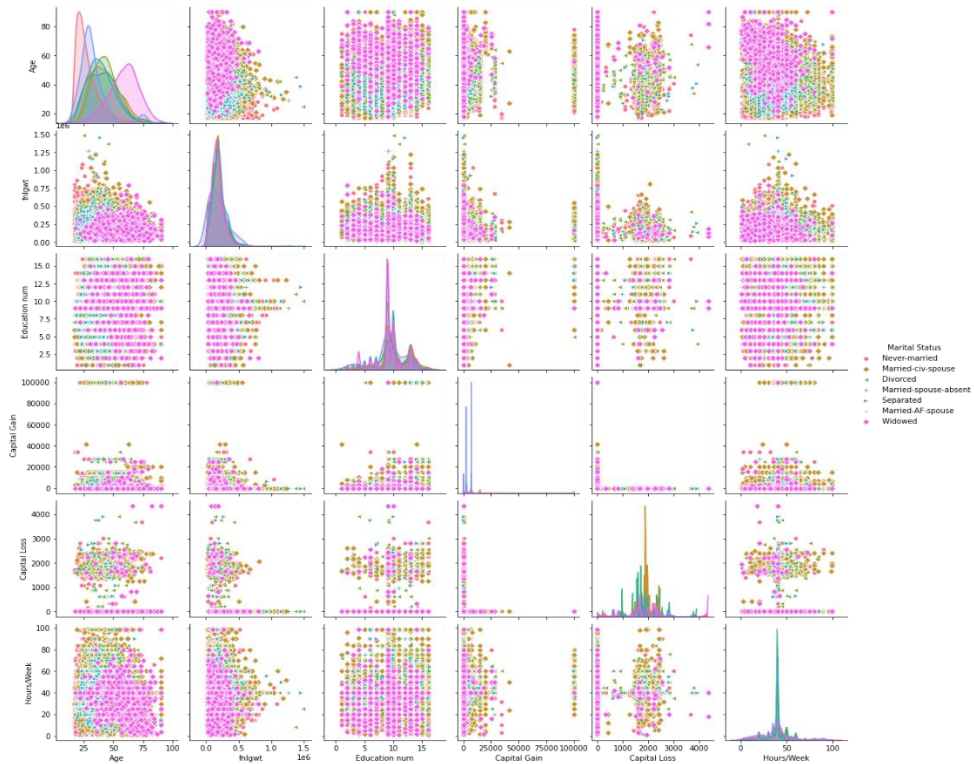 80
60
40
20
Age
1e6
1.50
1.25
1.00
0.75
0.50
0.25
0.00
fnlgwt
15.0
12.5
10.0
7.5
5.0
2.5
Education num
100000
80000
60000
40000
20000
0
Capital Gain
4000
3000
2000
1000
0
Capital Loss
100
80
60
40
20
0
Hours/Week
25 50 75 100
Age
0.0 0.5 1.0
1e6
fnlgwt
0 5 10 15
Education num
0 25000 50000 75000 100000
Capital Gain
0 1000 2000 3000 4000
Capital Loss
0 50 100
Hours/Week
Marital Status
Never-married
Married-civ-spouse
Divorced
Married-spouse-absent
Separated
Married-AF-spouse
Widowed